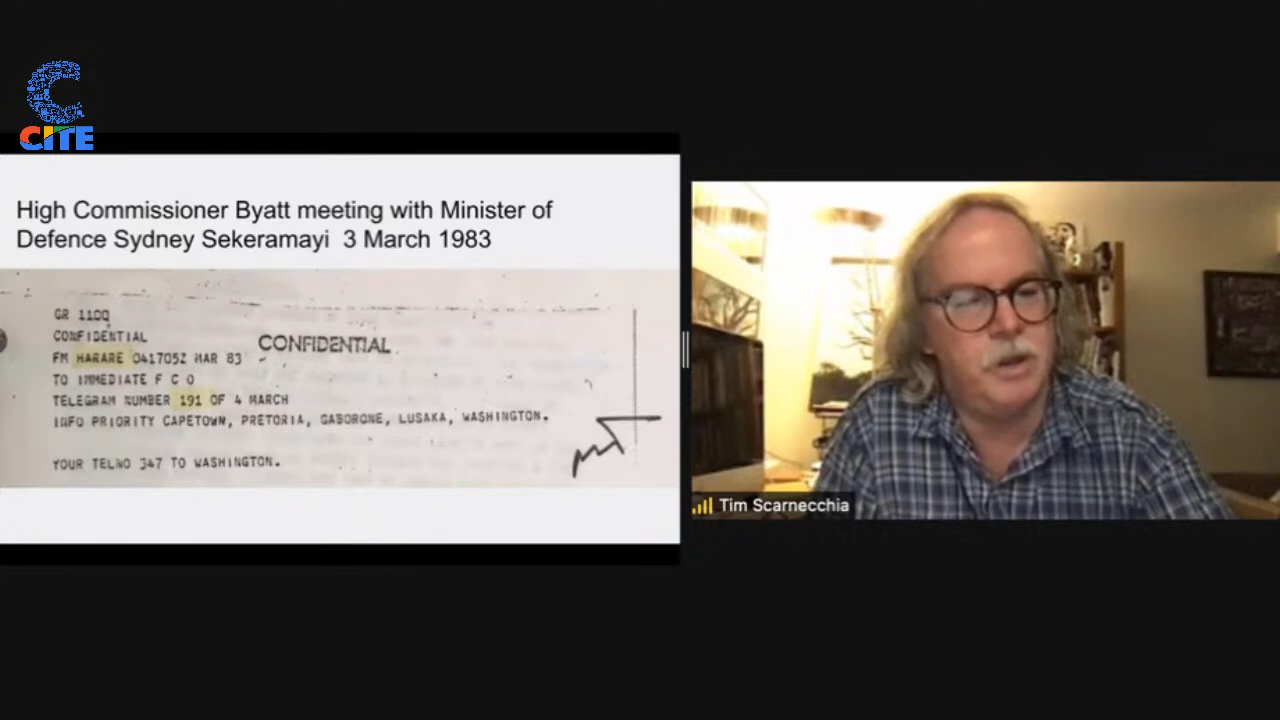 CITE
High Commissioner Byatt meeting with Minister of
Defence Sydney Sekeramayi 3 March 1983
GR 1100
CONFIDENTIAL
CONFIDENTIAL
FM HARARE 041705Z MAR 83
TO IMMEDIATE F C O
TELEGRAM NUMBER 191 OF 4 MARCH
INFO PRIORITY CAPETOWN, PRETORIA, GABORONE, LUSAKA, WASHINGTON.
YOUR TELNO 347 TO WASHINGTON.
Tim Scarnecchia